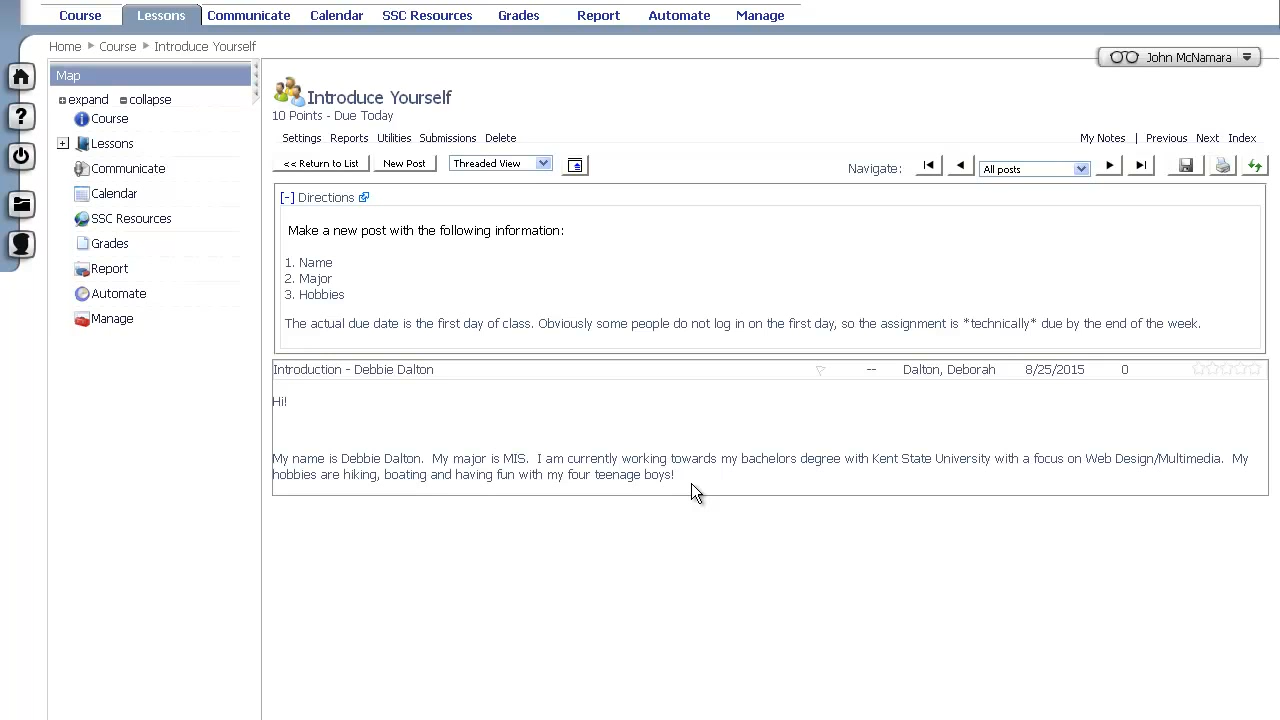 Course Lessons Communicate Calendar SSC Resources Grades Report Automate Manage
Home Course Introduce Yourself
John McNamara
Map
expand collapse
Course
Lessons
Communicate
Calendar
SSC Resources
Grades
Report
Automate
Manage
Introduce Yourself
10 Points - Due Today
Settings Reports Utilities Submissions Delete
My Notes | Previous Next Index
<< Return to List New Post Threaded View
Navigate: All posts
[-] Directions
Make a new post with the following information:
1. Name
2. Major
3. Hobbies
The actual due date is the first day of class. Obviously some people do not log in on the first day, so the assignment is *technically* due by the end of the week.
Introduction - Debbie Dalton -- Dalton, Deborah 8/25/2015 0
Hi!
My name is Debbie Dalton. My major is MIS. I am currently working towards my bachelors degree with Kent State University with a focus on Web Design/Multimedia. My
hobbies are hiking, boating and having fun with my four teenage boys!